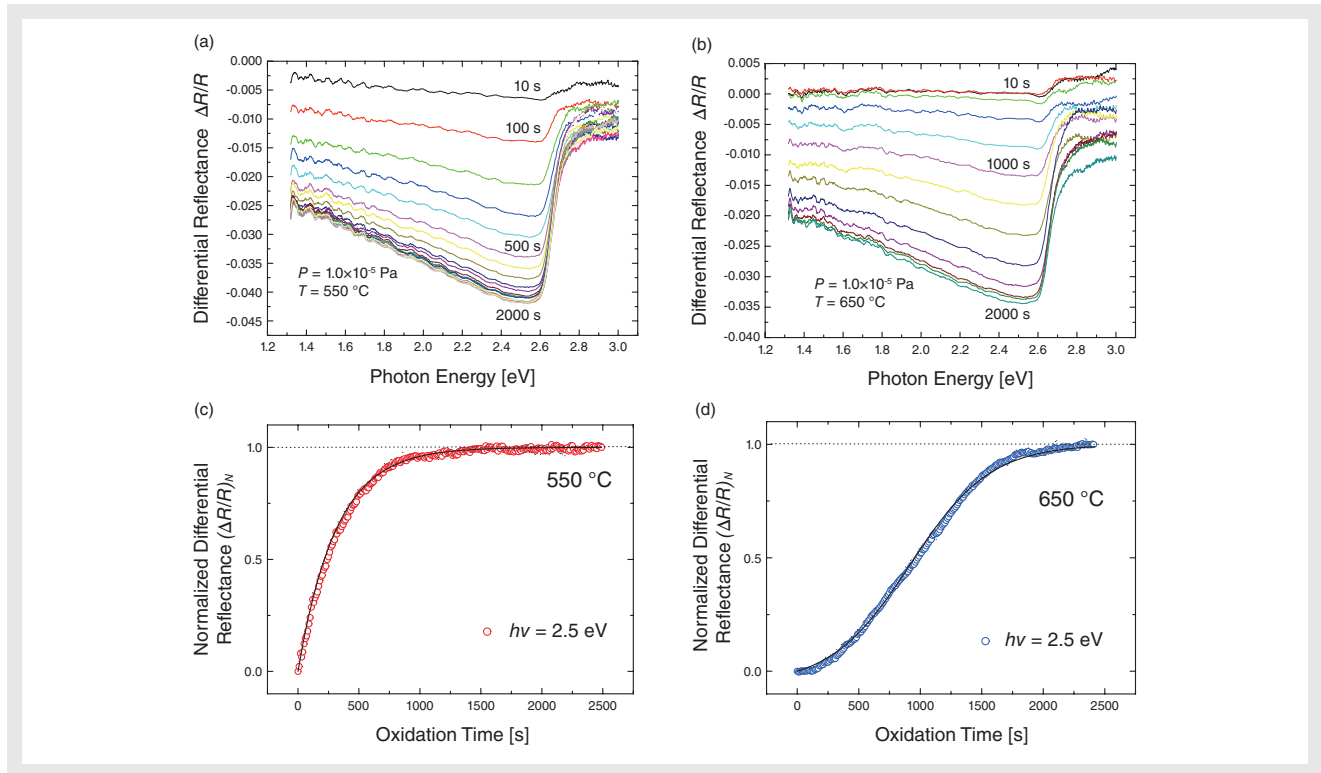 (a)
0.000
-0.005
-0.010
-0.015
-0.020
-0.025
-0.030
-0.035
-0.040
-0.045
Differential Reflectance ΔR/R
10 s
100 s
500 s
2000 s
P = 1.0×10⁻⁵ Pa
T = 550 °C
1.2 1.4 1.6 1.8 2.0 2.2 2.4 2.6 2.8 3.0
Photon Energy [eV]
(b)
0.005
0.000
-0.005
-0.010
-0.015
-0.020
-0.025
-0.030
-0.035
-0.040
Differential Reflectance ΔR/R
10 s
1000 s
2000 s
P = 1.0×10⁻⁵ Pa
T = 650 °C
1.2 1.4 1.6 1.8 2.0 2.2 2.4 2.6 2.8 3.0
Photon Energy [eV]
(c)
1.0
0.5
0.0
Normalized Differential
Reflectance (ΔR/R)N
550 °C
hν = 2.5 eV
0 500 1000 1500 2000 2500
Oxidation Time [s]
(d)
1.0
0.5
0.0
Normalized Differential
Reflectance (ΔR/R)N
650 °C
hν = 2.5 eV
0 500 1000 1500 2000 2500
Oxidation Time [s]